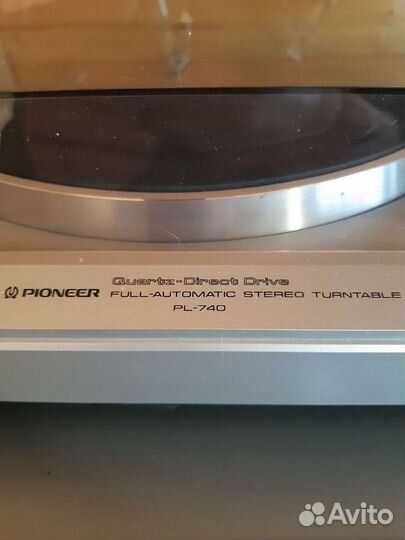 Quartz-Direct Drive
PIONEER FULL-AUTOMATIC STEREO TURNTABLE
PL-740
Avito